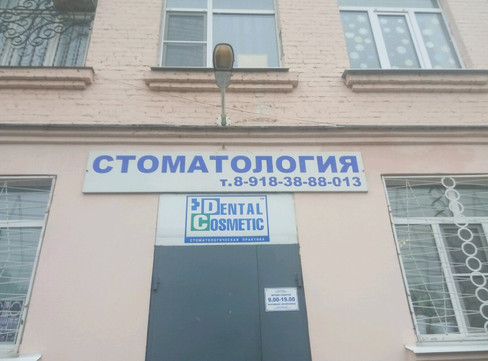 СТОМАТОЛОГИЯ
т.8-918-38-88-013
DENTAL
COSMETIC
СТОМАТОЛОГИЧЕСКАЯ ПРАКТИКА
9.00-19.00